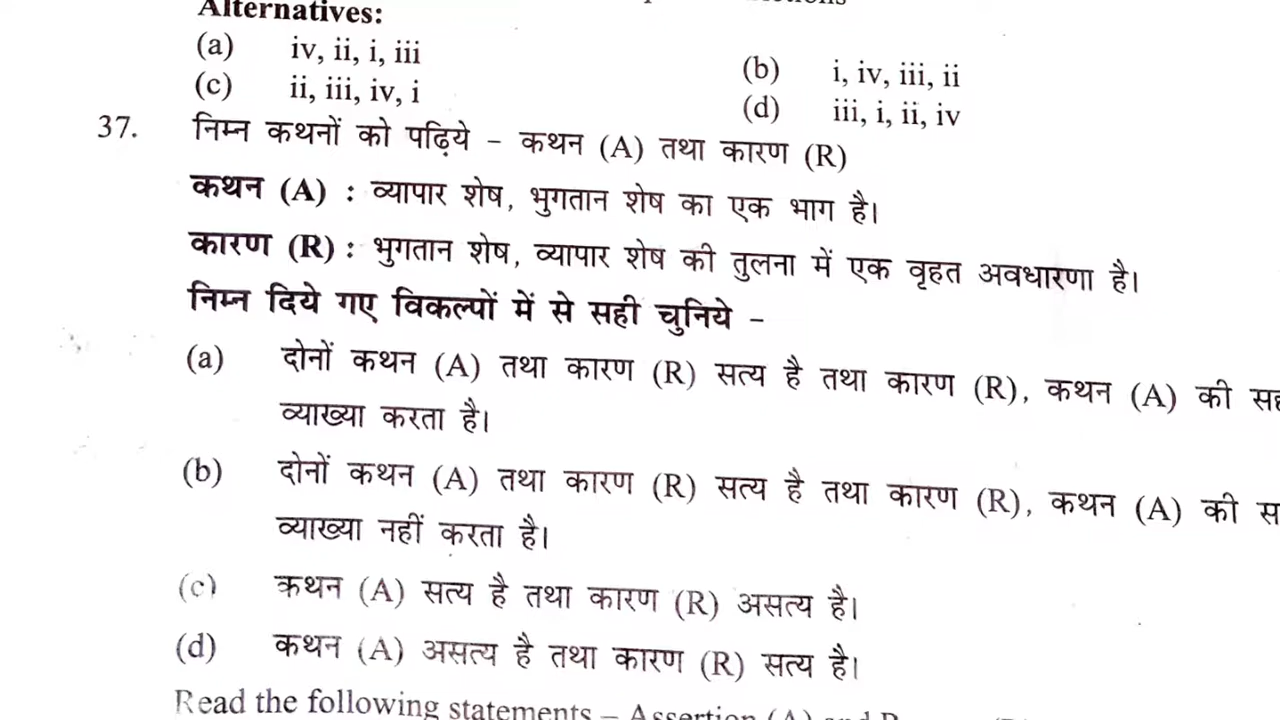 Alternatives:
(a) iv, ii, i, iii
(b) i, iv, iii, ii
(c) ii, iii, iv, i
(d) iii, i, ii, iv
37. निम्न कथनों को पढ़िये - कथन (A) तथा कारण (R)
कथन (A) : व्यापार शेष, भुगतान शेष का एक भाग है।
कारण (R) : भुगतान शेष, व्यापार शेष की तुलना में एक वृहत अवधारणा है।
निम्न दिये गए विकल्पों में से सही चुनिये -
(a) दोनों कथन (A) तथा कारण (R) सत्य है तथा कारण (R), कथन (A) की
व्याख्या करता है।
(b) दोनों कथन (A) तथा कारण (R) सत्य है तथा कारण (R), कथन (A) की
व्याख्या नहीं करता है।
(c) कथन (A) सत्य है तथा कारण (R) असत्य है।
(d) कथन (A) असत्य है तथा कारण (R) सत्य है।
Read the following statements – Assertion (A) and